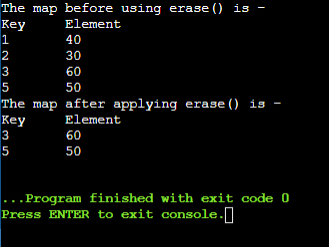 The map before using erase() is -
Key Element
1 40
2 30
3 60
5 50
The map after applying erase() is -
Key Element
3 60
5 50
...Program finished with exit code 0
Press ENTER to exit console.